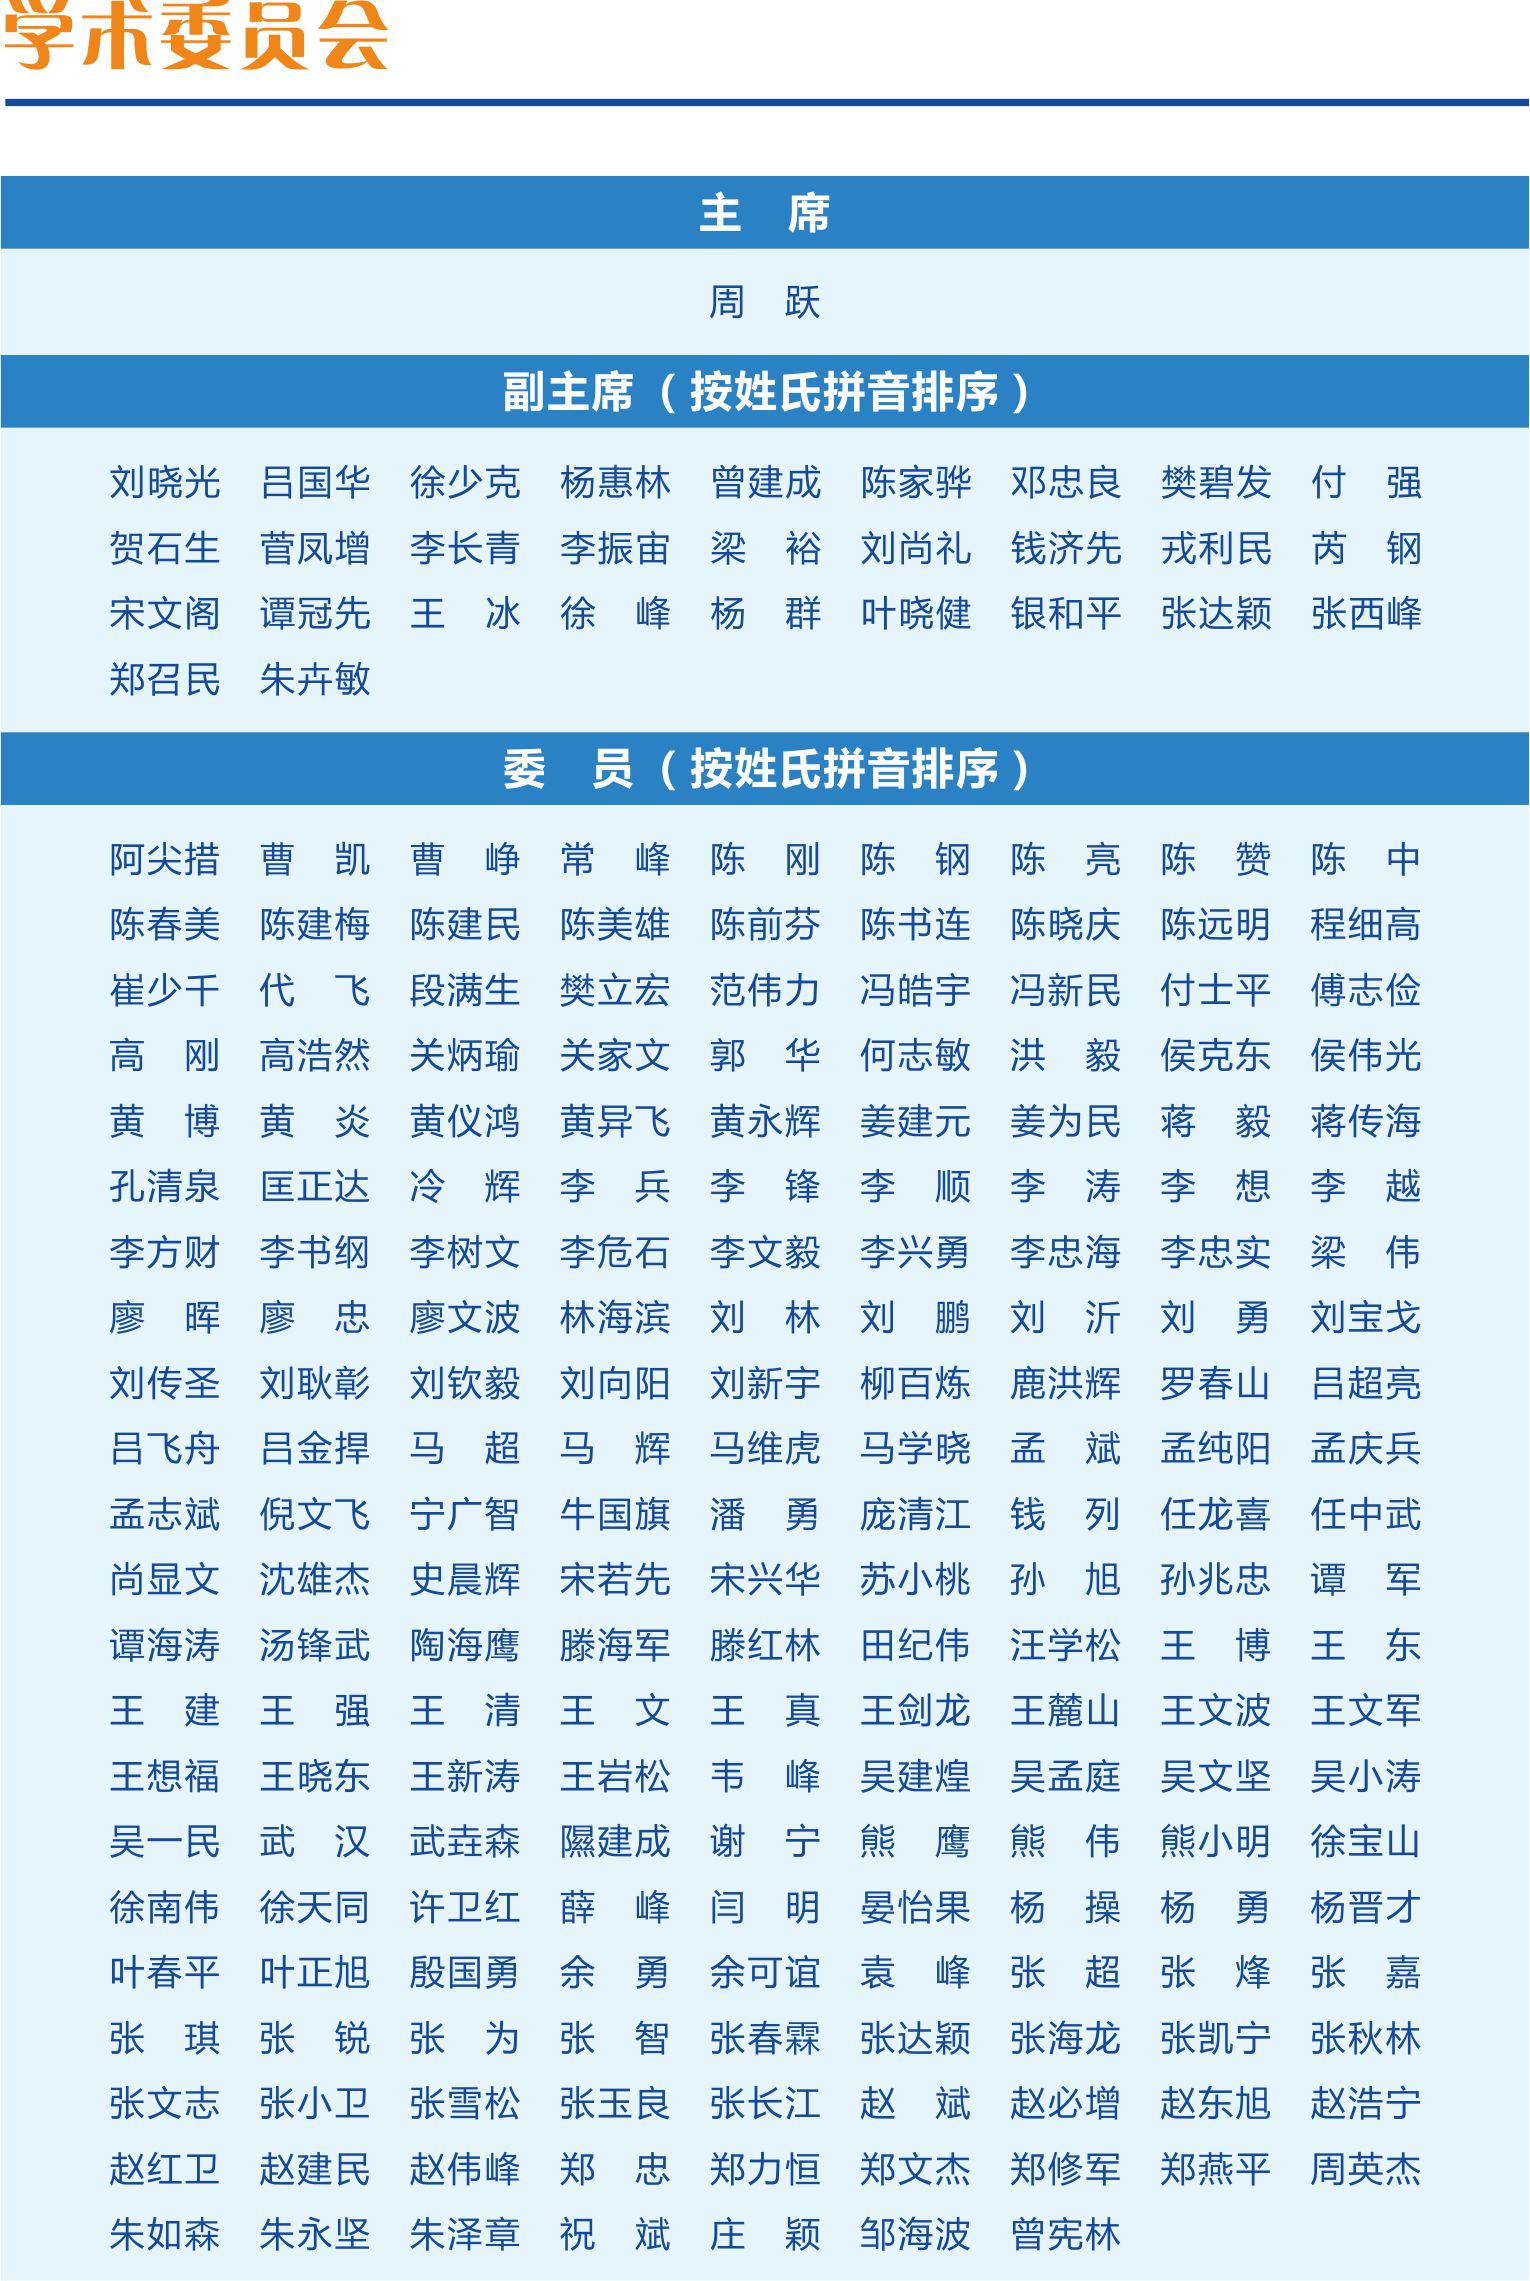 学术委员会
主　席
周　跃
副主席（按姓氏拼音排序）
刘晓光　吕国华　徐少克　杨惠林　曾建成　陈家骅　邓忠良　樊碧发　付　强
贺石生　菅凤增　李长青　李振宙　梁　裕　刘尚礼　钱济先　戎利民　芮　钢
宋文阁　谭冠先　王　冰　徐　峰　杨　群　叶晓健　银和平　张达颖　张西峰
郑召民　朱卉敏
委　员（按姓氏拼音排序）
阿尖措　曹　凯　曹　峥　常　峰　陈　刚　陈　钢　陈　亮　陈　赞　陈　中
陈春美　陈建梅　陈建民　陈美雄　陈前芬　陈书连　陈晓庆　陈远明　程细高
崔少千　代　飞　段满生　樊立宏　范伟力　冯皓宇　冯新民　付士平　傅志俭
高　刚　高浩然　关炳瑜　关家文　郭　华　何志敏　洪　毅　侯克东　侯伟光
黄　博　黄　炎　黄仪鸿　黄异飞　黄永辉　姜建元　姜为民　蒋　毅　蒋传海
孔清泉　匡正达　冷　辉　李　兵　李　锋　李　顺　李　涛　李　想　李　越
李方财　李书纲　李树文　李危石　李文毅　李兴勇　李忠海　李忠实　梁　伟
廖　晖　廖　忠　廖文波　林海滨　刘　林　刘　鹏　刘　沂　刘　勇　刘宝戈
刘传圣　刘耿彰　刘钦毅　刘向阳　刘新宇　柳百炼　鹿洪辉　罗春山　吕超亮
吕飞舟　吕金捍　马　超　马　辉　马维虎　马学晓　孟　斌　孟纯阳　孟庆兵
孟志斌　倪文飞　宁广智　牛国旗　潘　勇　庞清江　钱　列　任龙喜　任中武
尚显文　沈雄杰　史晨辉　宋若先　宋兴华　苏小桃　孙　旭　孙兆忠　谭　军
谭海涛　汤锋武　陶海鹰　滕海军　滕红林　田纪伟　汪学松　王　博　王　东
王　建　王　强　王　清　王　文　王　真　王剑龙　王麓山　王文波　王文军
王想福　王晓东　王新涛　王岩松　韦　峰　吴建煌　吴孟庭　吴文坚　吴小涛
吴一民　武　汉　武垚森　隰建成　谢　宁　熊　鹰　熊　伟　熊小明　徐宝山
徐南伟　徐天同　许卫红　薛　峰　闫　明　晏怡果　杨　操　杨　勇　杨晋才
叶春平　叶正旭　殷国勇　余　勇　余可谊　袁　峰　张　超　张　烽　张　嘉
张　琪　张　锐　张　为　张　智　张春霖　张达颖　张海龙　张凯宁　张秋林
张文志　张小卫　张雪松　张玉良　张长江　赵　斌　赵必增　赵东旭　赵浩宁
赵红卫　赵建民　赵伟峰　郑　忠　郑力恒　郑文杰　郑修军　郑燕平　周英杰
朱如森　朱永坚　朱泽章　祝　斌　庄　颖　邹海波　曾宪林